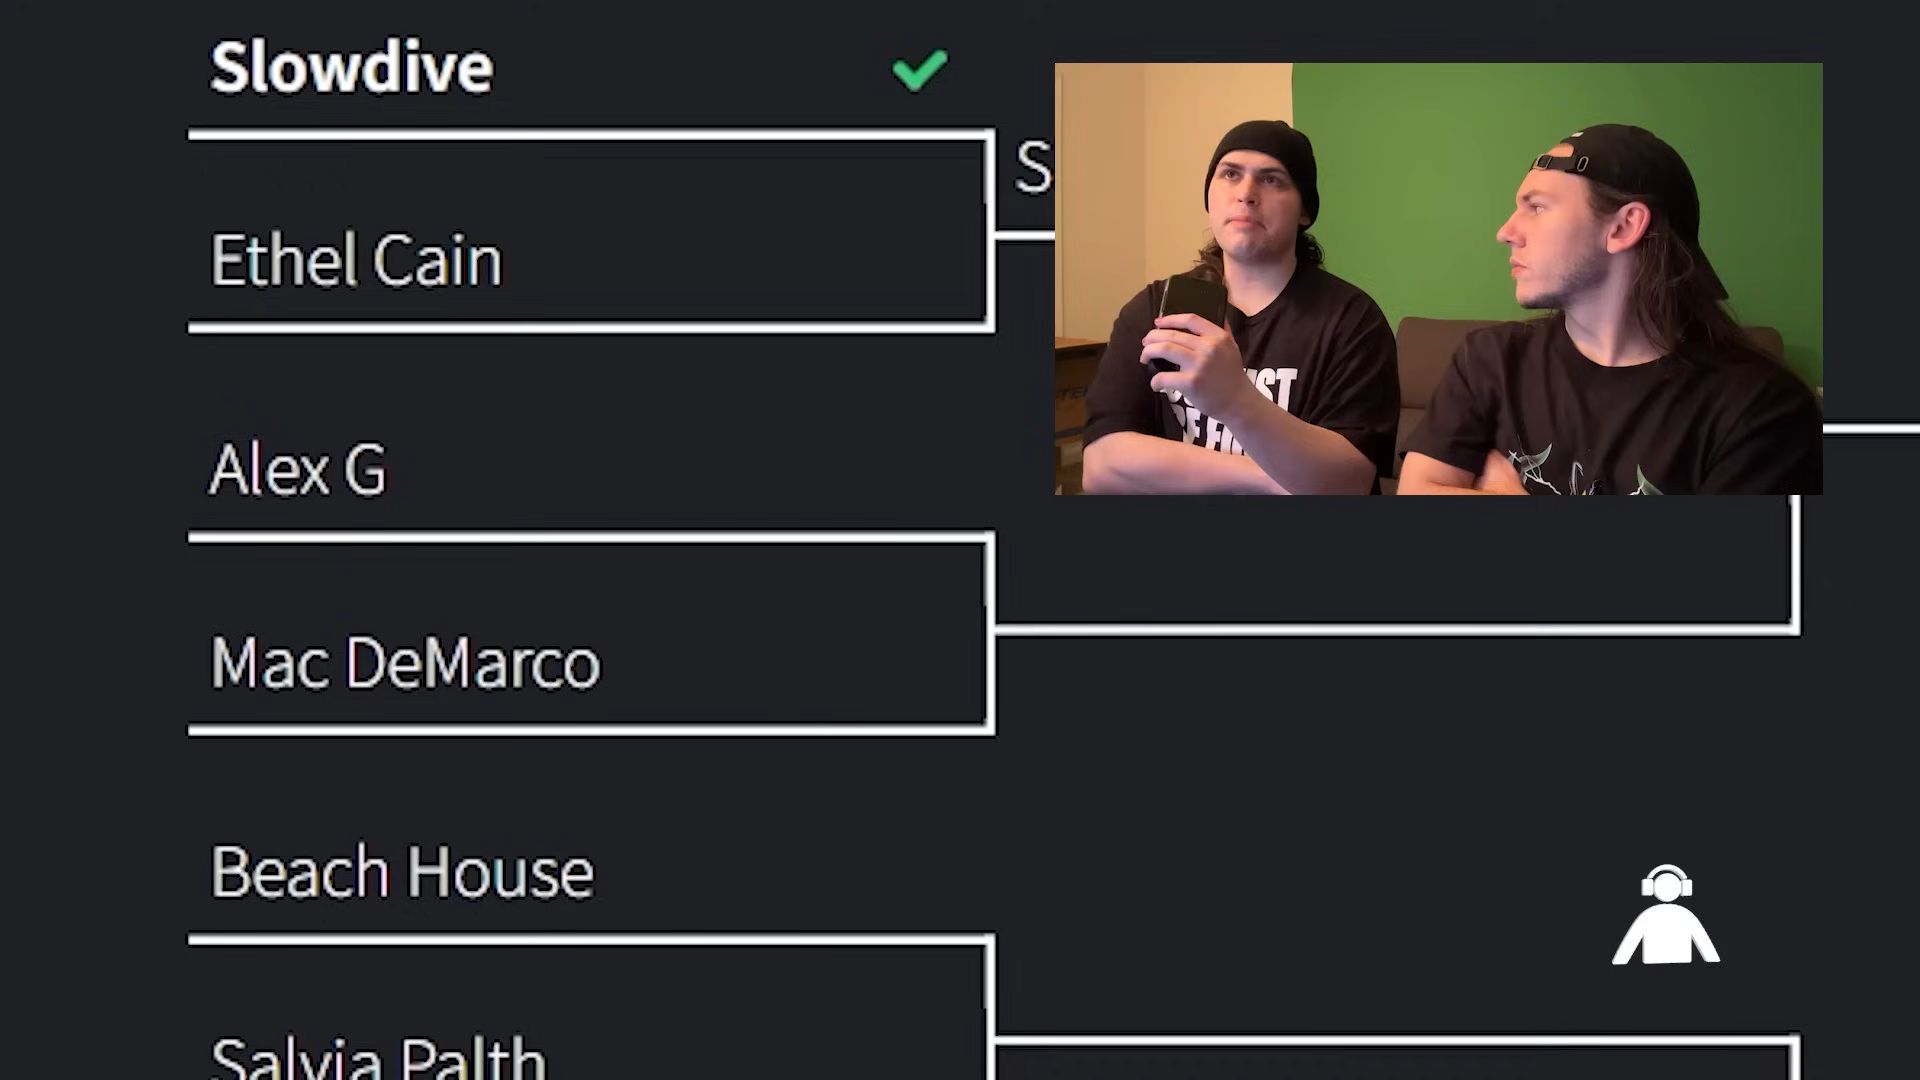 Slowdive
S
Ethel Cain
Alex G
Mac DeMarco
Beach House
Salvia Palth